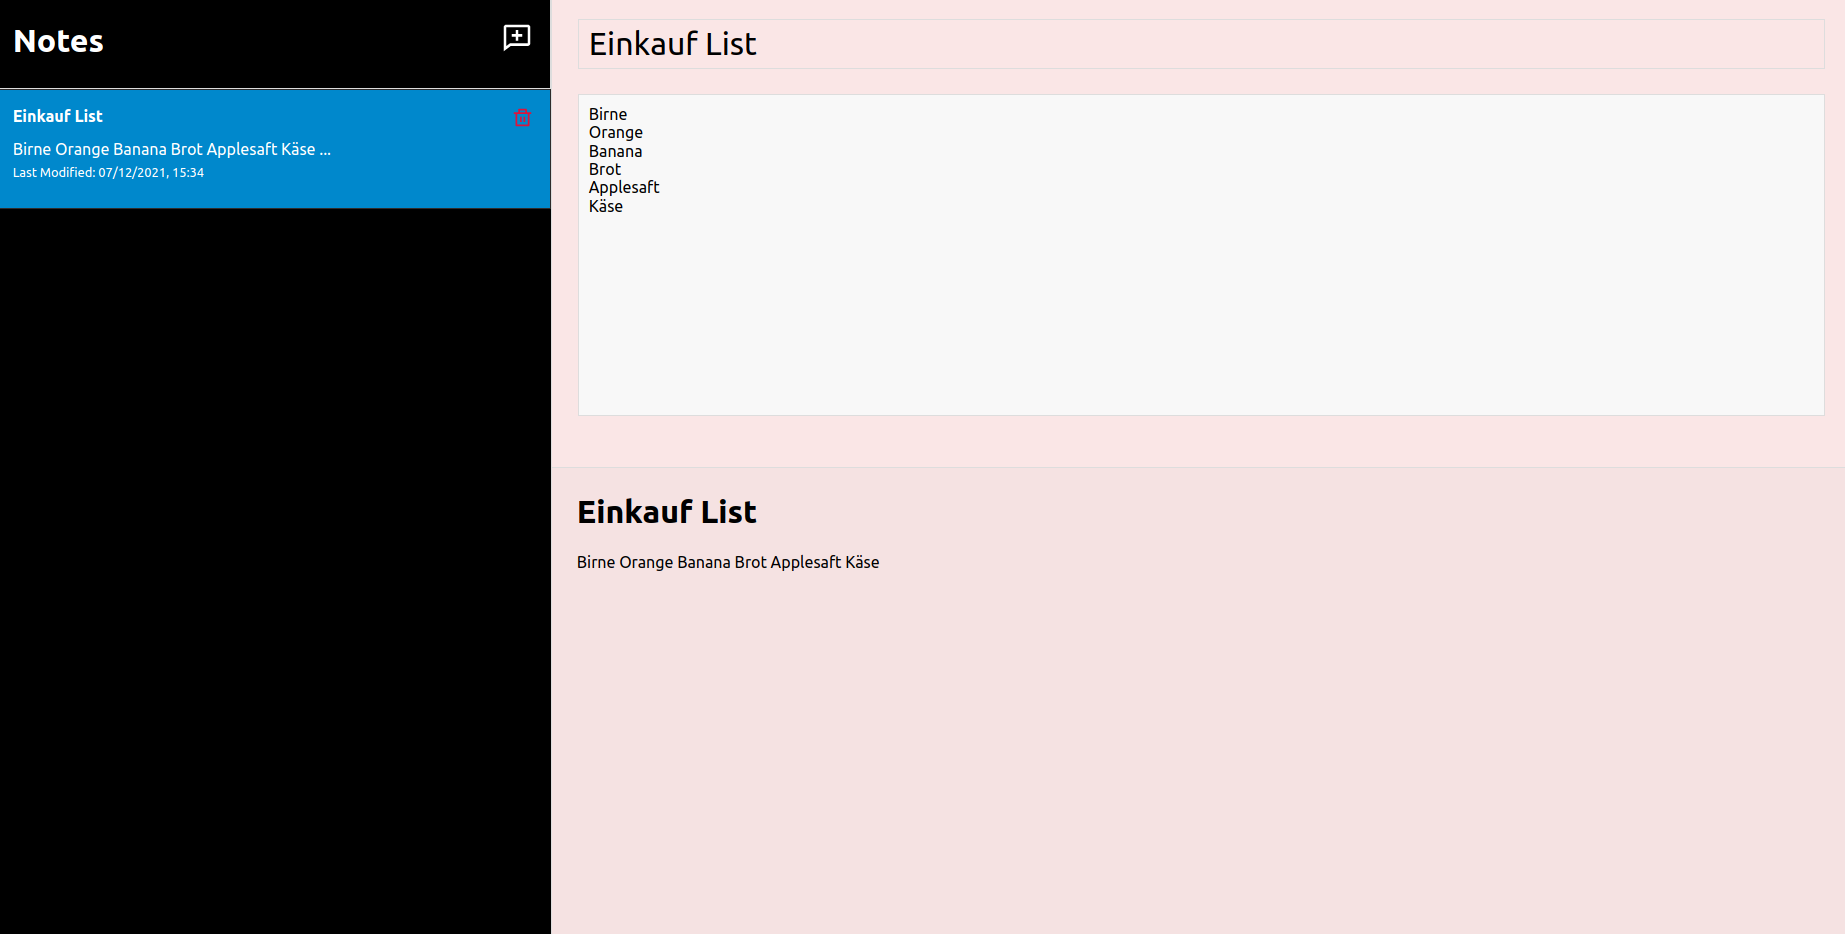 Notes
Einkauf List
Birne Orange Banana Brot Applesaft Käse ...
Last Modified: 07/12/2021, 15:34
Einkauf List
Birne
Orange
Banana
Brot
Applesaft
Käse
Einkauf List
Birne Orange Banana Brot Applesaft Käse